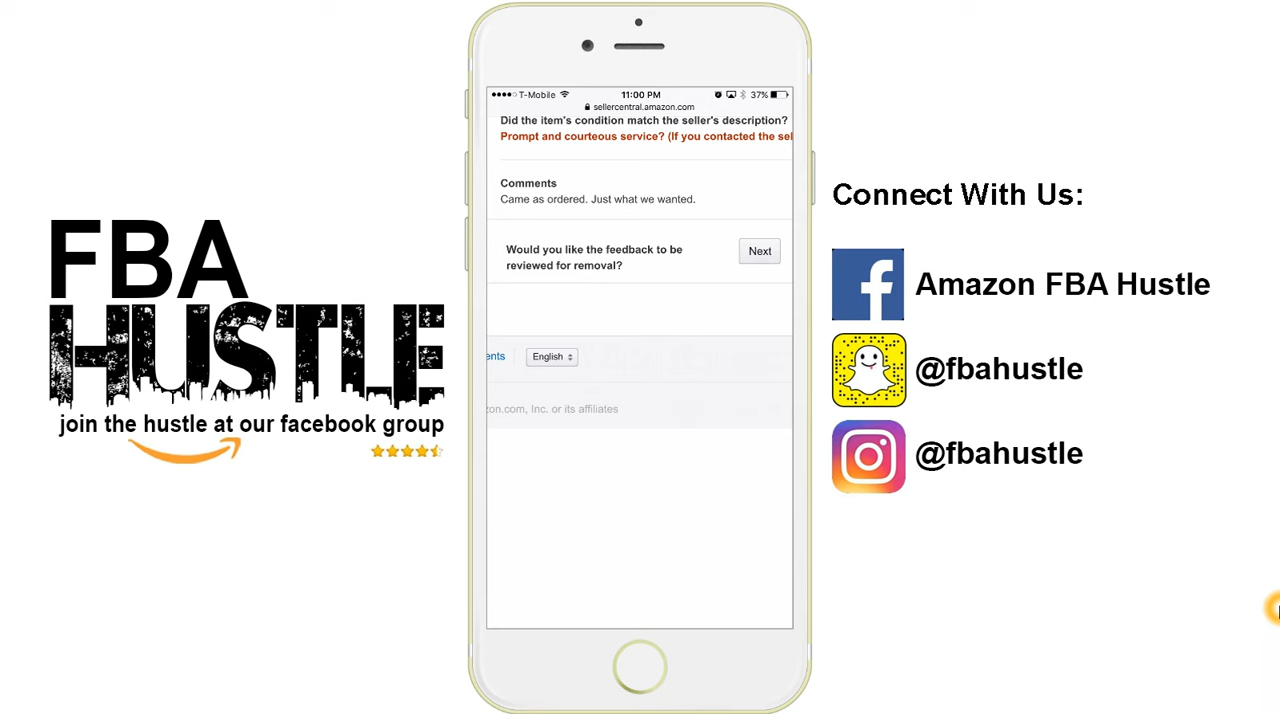 FBA
HUSTLE
join the hustle at our facebook group
T-Mobile 11:00 PM 37%
sellercentral.amazon.com
Did the item's condition match the seller's description?
Prompt and courteous service? (If you contacted the sel
Comments
Came as ordered. Just what we wanted.
Would you like the feedback to be
reviewed for removal?
Next
ents English
zon.com, Inc. or its affiliates
Connect With Us:
Amazon FBA Hustle
@fbahustle
@fbahustle